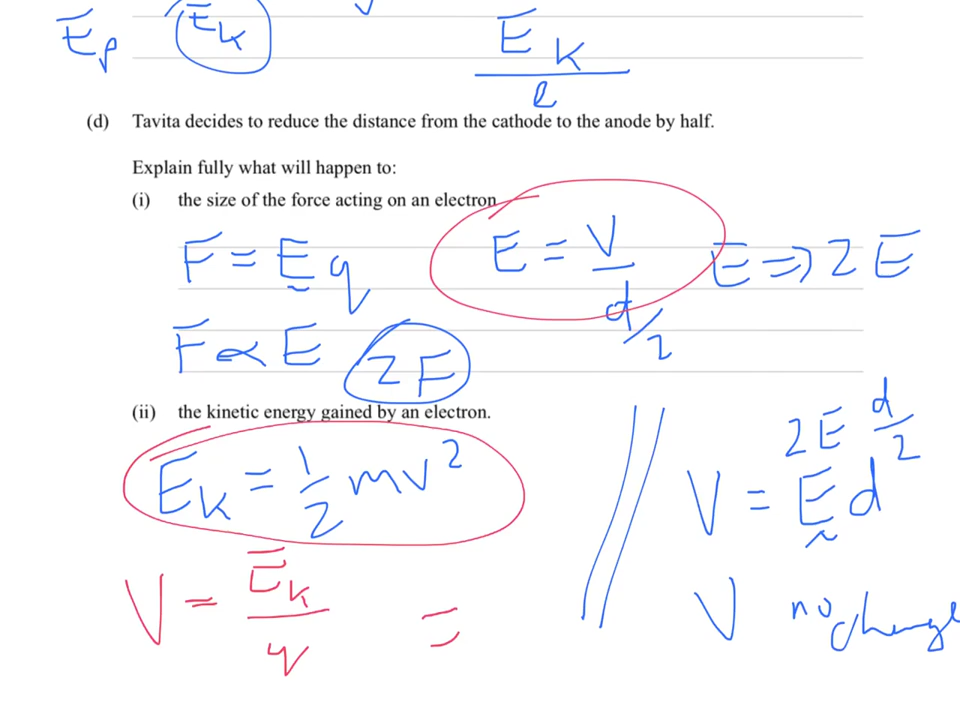 Ep Ek
Ek
e
(d) Tavita decides to reduce the distance from the cathode to the anode by half.
Explain fully what will happen to:
(i) the size of the force acting on an electron
F = Eq E = V / d/2 E => 2E
F ∝ E 2F
(ii) the kinetic energy gained by an electron.
2E d/2
Ek = 1/2 mv² V = Ed
V = Ek/q =
V no change